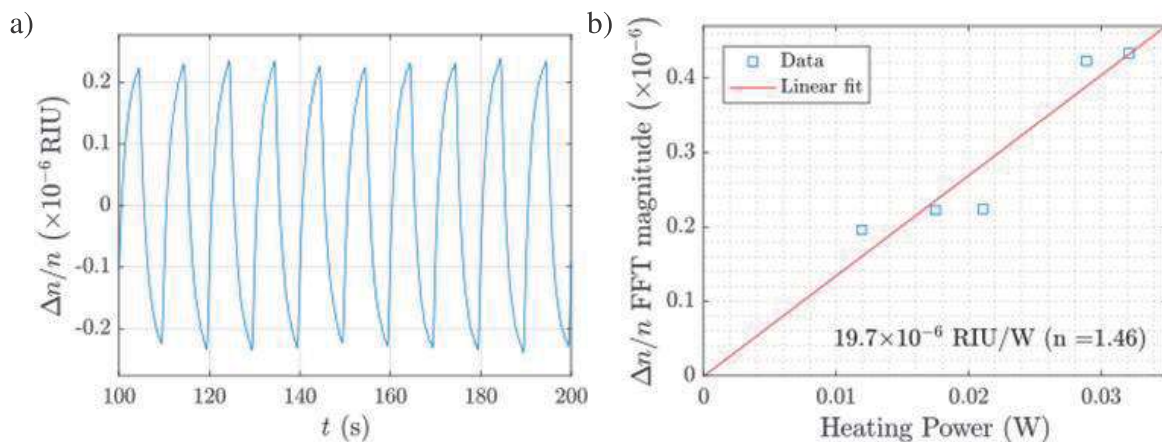 a)
Δn/n (×10⁻⁶ RIU)
0.2
0.1
0
-0.1
-0.2
100 120 140 160 180 200
t (s)
b)
Δn/n FFT magnitude (×10⁻⁶)
0.4
0.3
0.2
0.1
0
Data
Linear fit
19.7×10⁻⁶ RIU/W (n =1.46)
0 0.01 0.02 0.03
Heating Power (W)